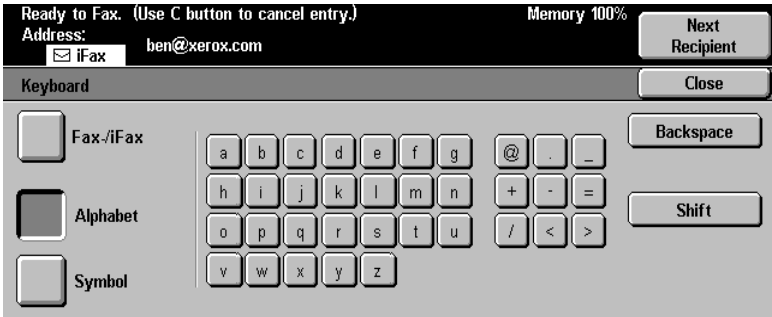 Ready to Fax. (Use C button to cancel entry.) Memory 100%
Next Recipient
Address:
iFax ben@xerox.com
Keyboard Close
Fax-/iFax
Backspace
a b c d e f g @ . _
h i j k l m n + - =
Alphabet
Shift
o p q r s t u / < >
v w x y z
Symbol